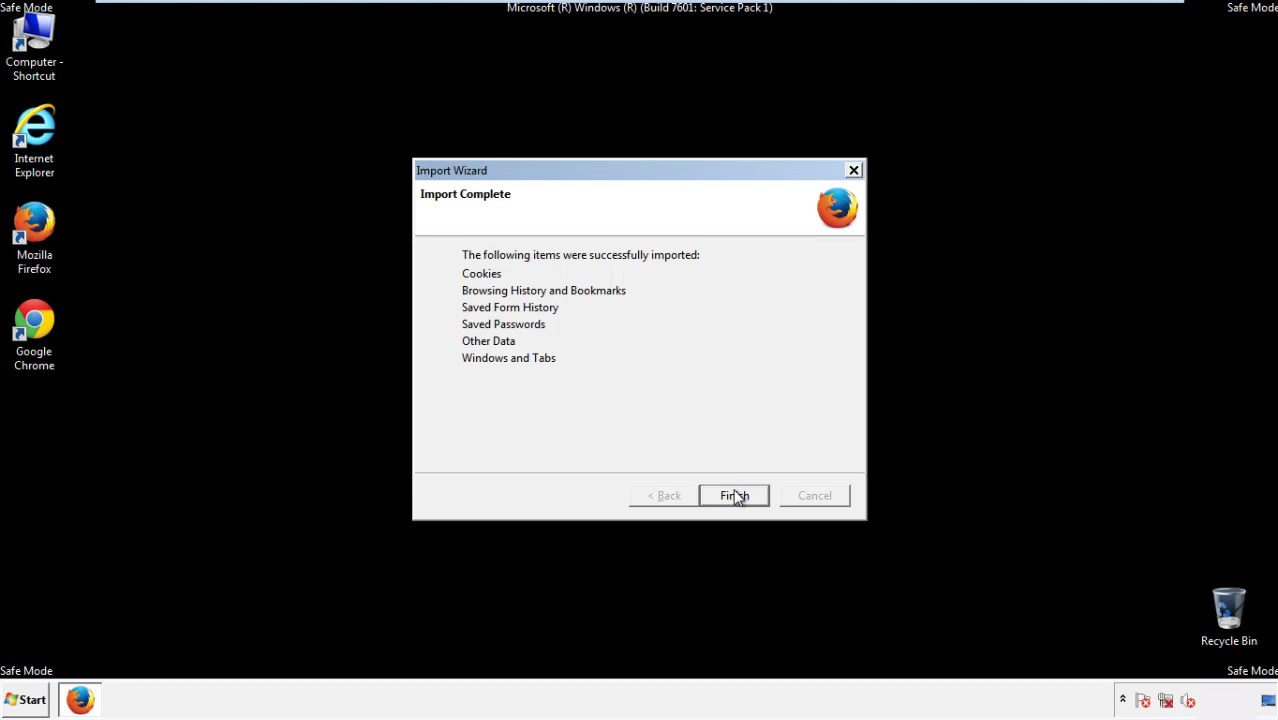 Safe Mode
Microsoft (R) Windows (R) (Build 7601: Service Pack 1)
Safe Mode
Computer -
Shortcut
Internet
Explorer
Mozilla
Firefox
Google
Chrome
Import Wizard
Import Complete
The following items were successfully imported:
Cookies
Browsing History and Bookmarks
Saved Form History
Saved Passwords
Other Data
Windows and Tabs
< Back
Finish
Cancel
Recycle Bin
Safe Mode
Safe Mode
Start